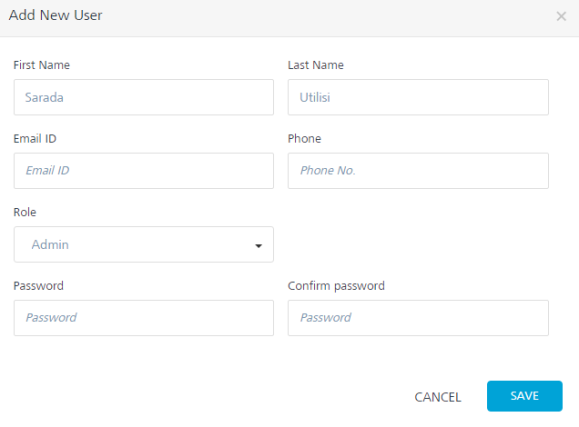 Add New User
×
First Name Last Name
Sarada Utilisi
Email ID Phone
Email ID Phone No.
Role
Admin
Password Confirm password
Password Password
CANCEL SAVE